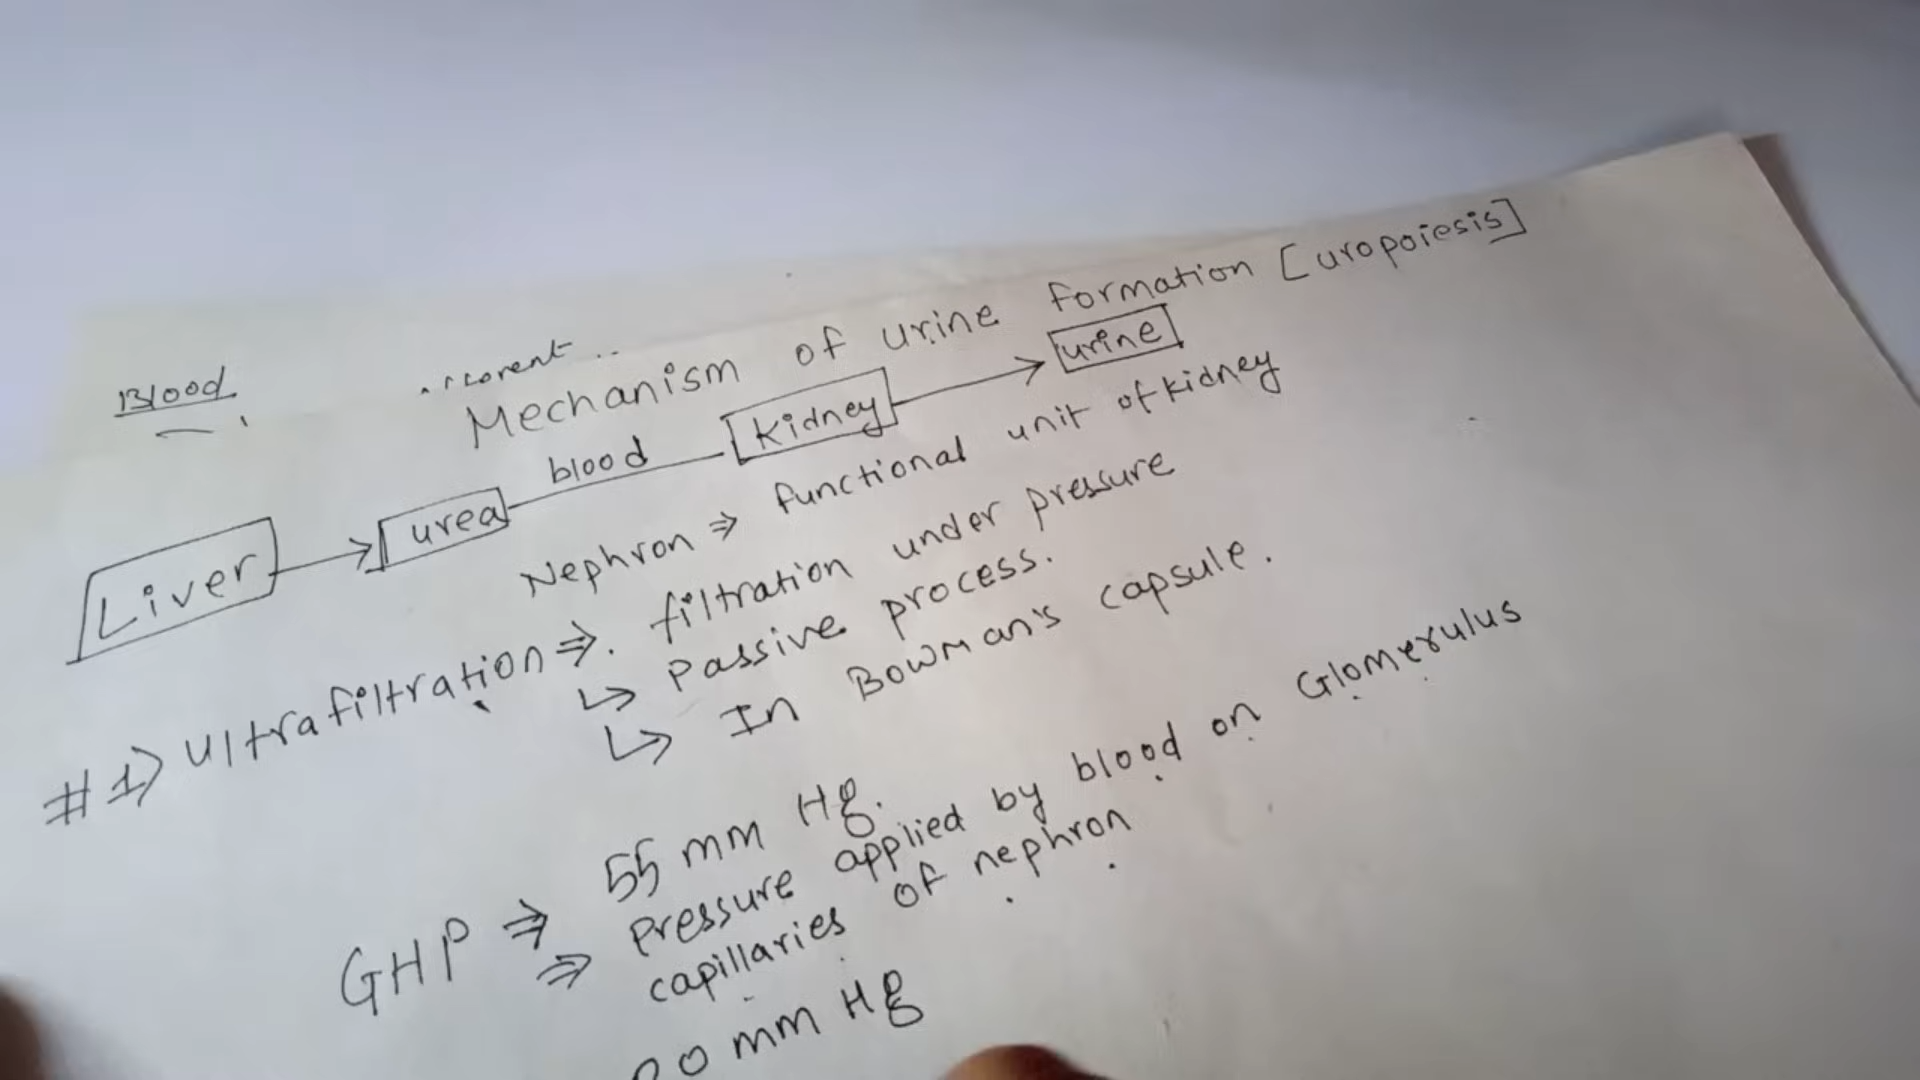 Blood
Mechanism of urine formation [uropoiesis]
Liver → urea blood kidney → urine
Nephron ⇒ functional unit of kidney
#1) Ultrafiltration ⇒. filtration under pressure
↳ Passive process.
↳ In Bowman's capsule.
GHP ⇒ 55 mm Hg.
⇒ Pressure applied by blood on Glomerulus
capillaries of nephron
mm Hg